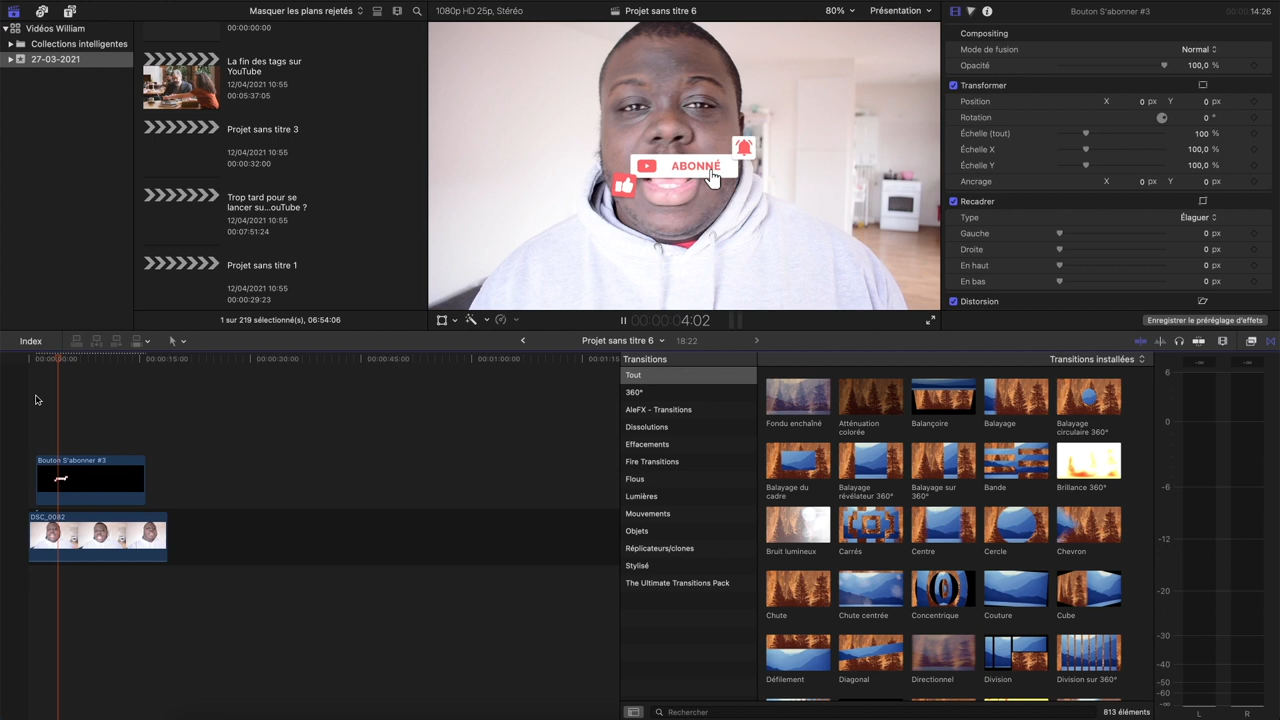 Masquer les plans rejetés
1080p HD 25p, Stéréo
Projet sans titre 6
80%
Présentation
Bouton S'abonner #3
00:00:14:26
Vidéos William
Collections intelligentes
27-03-2021
00:00:00:00
La fin des tags sur
YouTube
12/04/2021 10:55
00:05:37:05
Projet sans titre 3
12/04/2021 10:55
00:00:32:00
Trop tard pour se
lancer su...ouTube ?
12/04/2021 10:55
00:07:51:24
Projet sans titre 1
12/04/2021 10:55
00:00:29:23
1 sur 219 sélectionné(s), 06:54:06
ABONNÉ
00:00:04:02
Compositing
Mode de fusion
Normal
Opacité
100,0 %
Transformer
Position
X
0 px
Y
0 px
Rotation
0 °
Échelle (tout)
100 %
Échelle X
100,0 %
Échelle Y
100,0 %
Ancrage
X
0 px
Y
0 px
Recadrer
Type
Élaguer
Gauche
0 px
Droite
0 px
En haut
0 px
En bas
0 px
Distorsion
Enregistrer le préréglage d'effets
Index
Projet sans titre 6
18:22
00:00:00:00
00:00:15:00
00:00:30:00
00:00:45:00
00:01:00:00
00:01:15
Bouton S'abonner #3
DSC_0082
Transitions
Transitions installées
Tout
360°
AleFX - Transitions
Dissolutions
Effacements
Fire Transitions
Flous
Lumières
Mouvements
Objets
Réplicateurs/clones
Stylisé
The Ultimate Transitions Pack
Fondu enchaîné
Atténuation
colorée
Balançoire
Balayage
Balayage
circulaire 360°
Balayage du
cadre
Balayage
révélateur 360°
Balayage sur
360°
Bande
Brillance 360°
Bruit lumineux
Carrés
Centre
Cercle
Chevron
Chute
Chute centrée
Concentrique
Couture
Cube
Défilement
Diagonal
Directionnel
Division
Division sur 360°
Rechercher
813 éléments
-∞
-∞
6
0
-6
-12
-20
-30
-40
-50
-60
-∞
L
R